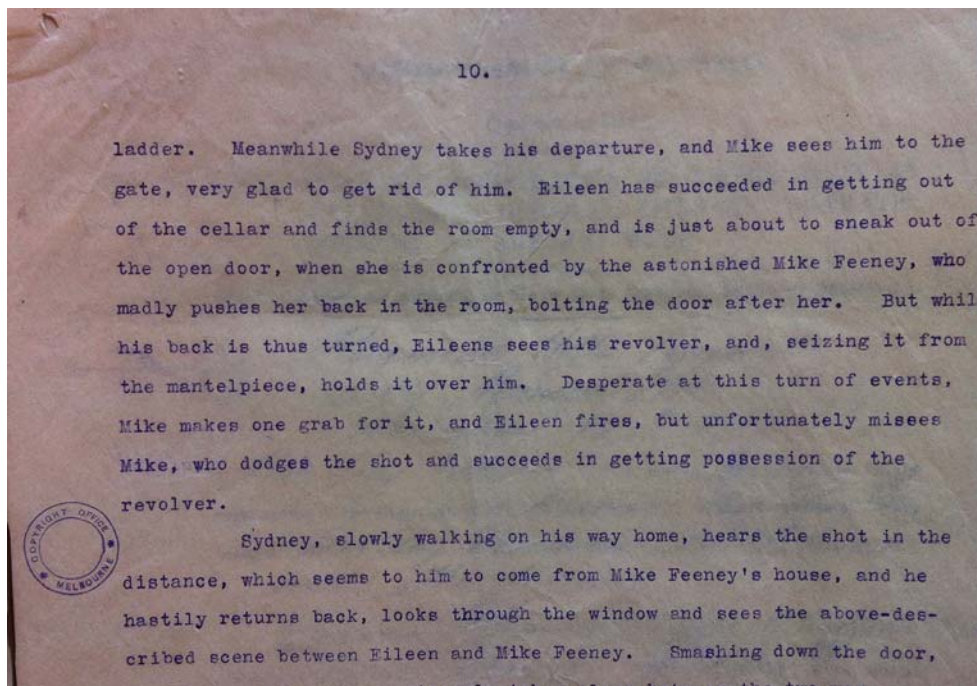 10.
ladder. Meanwhile Sydney takes his departure, and Mike sees him to the
gate, very glad to get rid of him. Eileen has succeeded in getting out
of the cellar and finds the room empty, and is just about to sneak out of
the open door, when she is confronted by the astonished Mike Feeney, who
madly pushes her back in the room, bolting the door after her. But whil
his back is thus turned, Eileens sees his revolver, and, seizing it from
the mantelpiece, holds it over him. Desperate at this turn of events,
Mike makes one grab for it, and Eileen fires, but unfortunately misses
Mike, who dodges the shot and succeeds in getting possession of the
revolver.
COPYRIGHT OFFICE
MELBOURNE
Sydney, slowly walking on his way home, hears the shot in the
distance, which seems to him to come from Mike Feeney's house, and he
hastily returns back, looks through the window and sees the above-des-
cribed scene between Eileen and Mike Feeney. Smashing down the door,